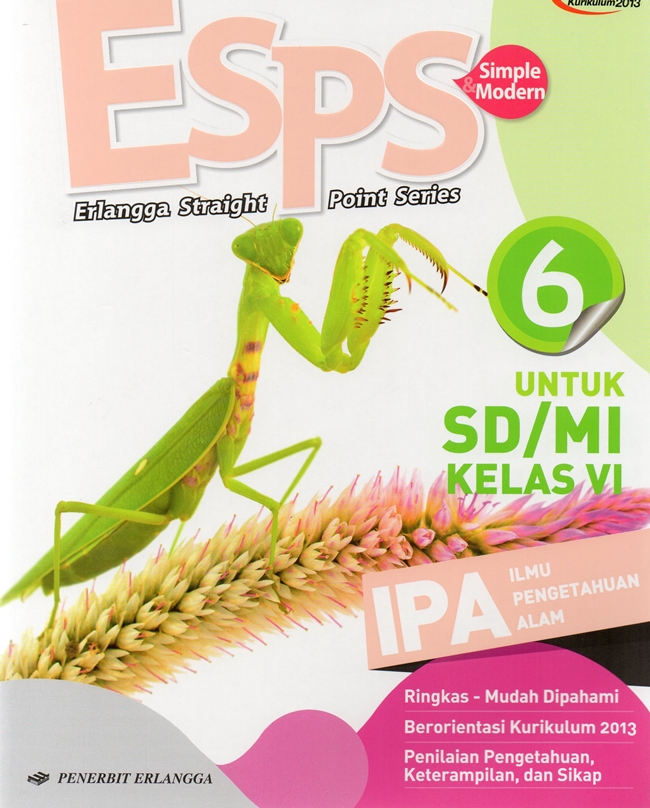 Kurikulum2013
ESPS
Simple
&Modern
Erlangga Straight Point Series
6
UNTUK
SD/MI
KELAS VI
IPA
ILMU
PENGETAHUAN
ALAM
Ringkas - Mudah Dipahami
Berorientasi Kurikulum 2013
Penilaian Pengetahuan,
Keterampilan, dan Sikap
PENERBIT ERLANGGA